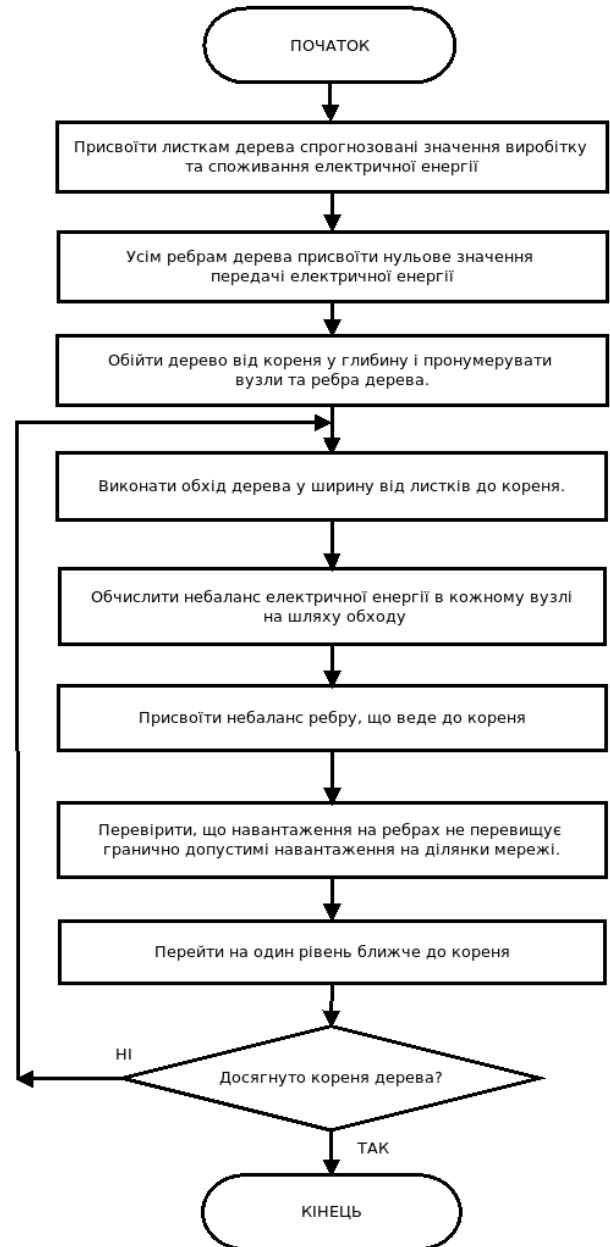 ПОЧАТОК
Присвоїти листкам дерева спрогнозовані значення виробітку
та споживання електричної енергії
Усім ребрам дерева присвоїти нульове значення
передачі електричної енергії
Обійти дерево від кореня у глибину і пронумерувати
вузли та ребра дерева.
Виконати обхід дерева у ширину від листків до кореня.
Обчислити небаланс електричної енергії в кожному вузлі
на шляху обходу
Присвоїти небаланс ребру, що веде до кореня
Перевірити, що навантаження на ребрах не перевищує
гранично допустимі навантаження на ділянки мережі.
Перейти на один рівень ближче до кореня
НІ
Досягнуто кореня дерева?
ТАК
КІНЕЦЬ